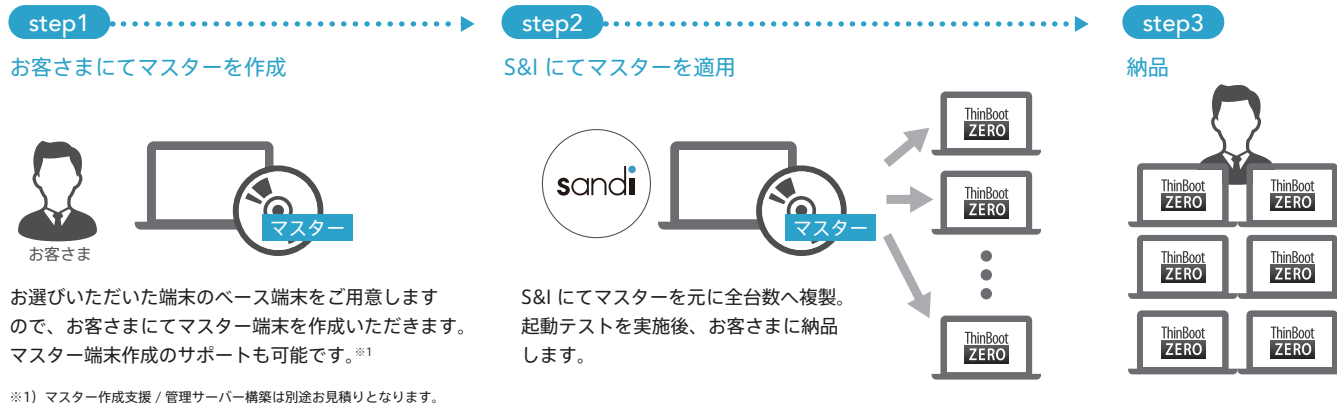 step1
お客さまにてマスターを作成
お客さま
マスター
お選びいただいた端末のベース端末をご用意します
ので、お客さまにてマスター端末を作成いただきます。
マスター端末作成のサポートも可能です。※1
※1）マスター作成支援 / 管理サーバー構築は別途お見積りとなります。
step2
S&I にてマスターを適用
sandi
マスター
ThinBoot
ZERO
ThinBoot
ZERO
ThinBoot
ZERO
S&I にてマスターを元に全台数へ複製。
起動テストを実施後、お客さまに納品
します。
step3
納品
ThinBoot
ZERO
ThinBoot
ZERO
ThinBoot
ZERO
ThinBoot
ZERO
ThinBoot
ZERO
ThinBoot
ZERO